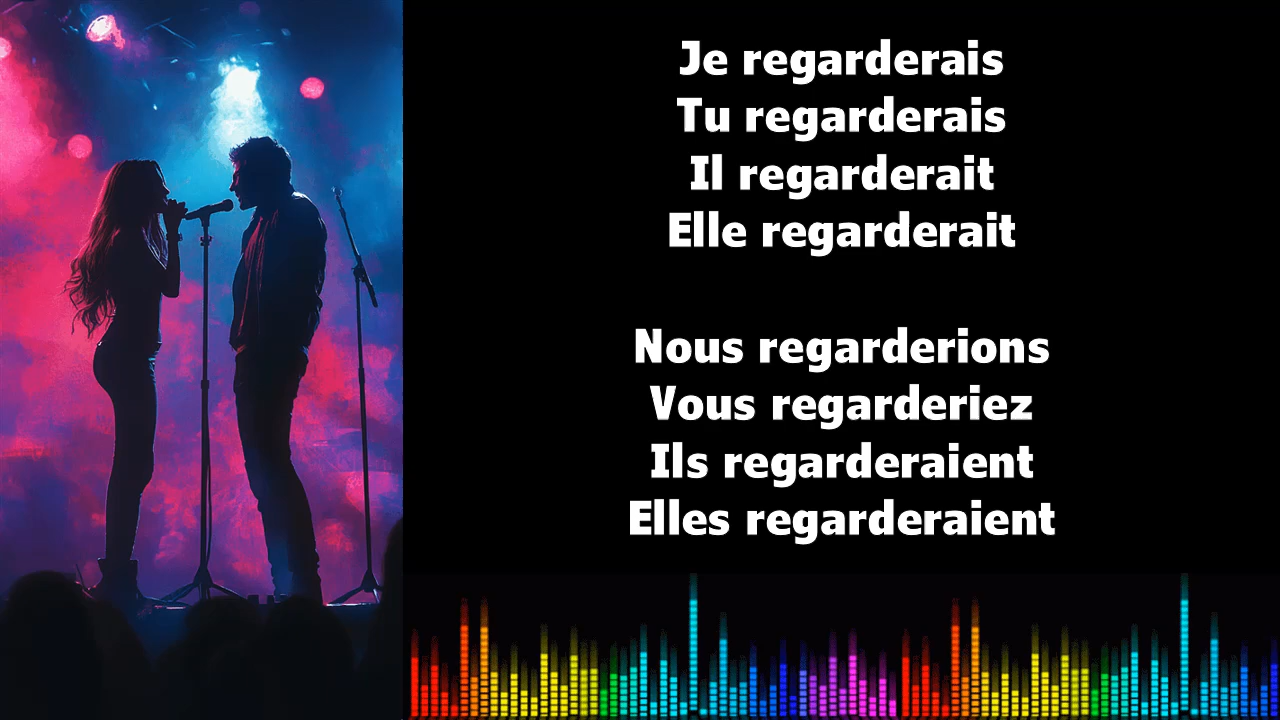 Je regarderais
Tu regarderais
Il regarderait
Elle regarderait
Nous regarderions
Vous regarderiez
Ils regarderaient
Elles regarderaient